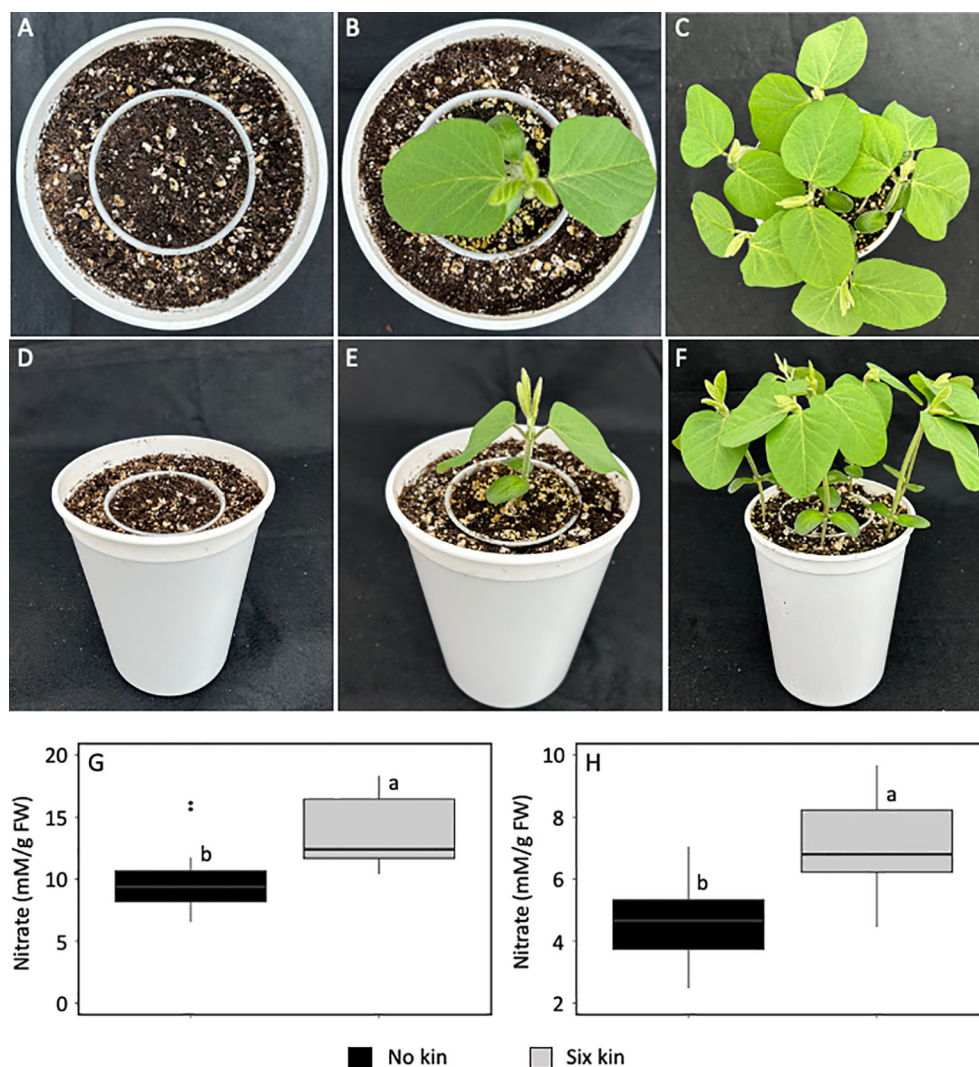 A B C
D E F
G
Nitrate (mM/g FW)
20
15
10
5
0
b
a
H
Nitrate (mM/g FW)
10
8
6
4
2
b
a
No kin Six kin